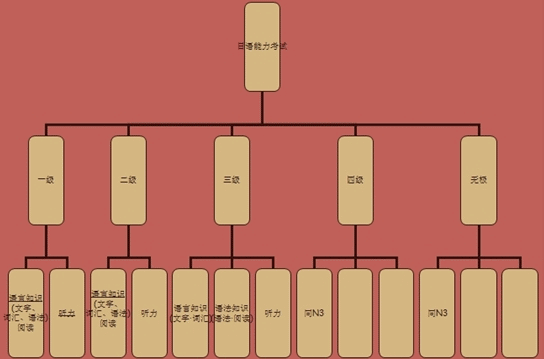 日语能力考试
一级
二级
三级
四级
无极
语言知识
(文字、
词汇、语法)
阅读
听力
语言知识
(文字、
词汇、语法)
阅读
听力
语言知识
(文字·词汇)
语法知识
(语法·阅读)
听力
同N3
同N3